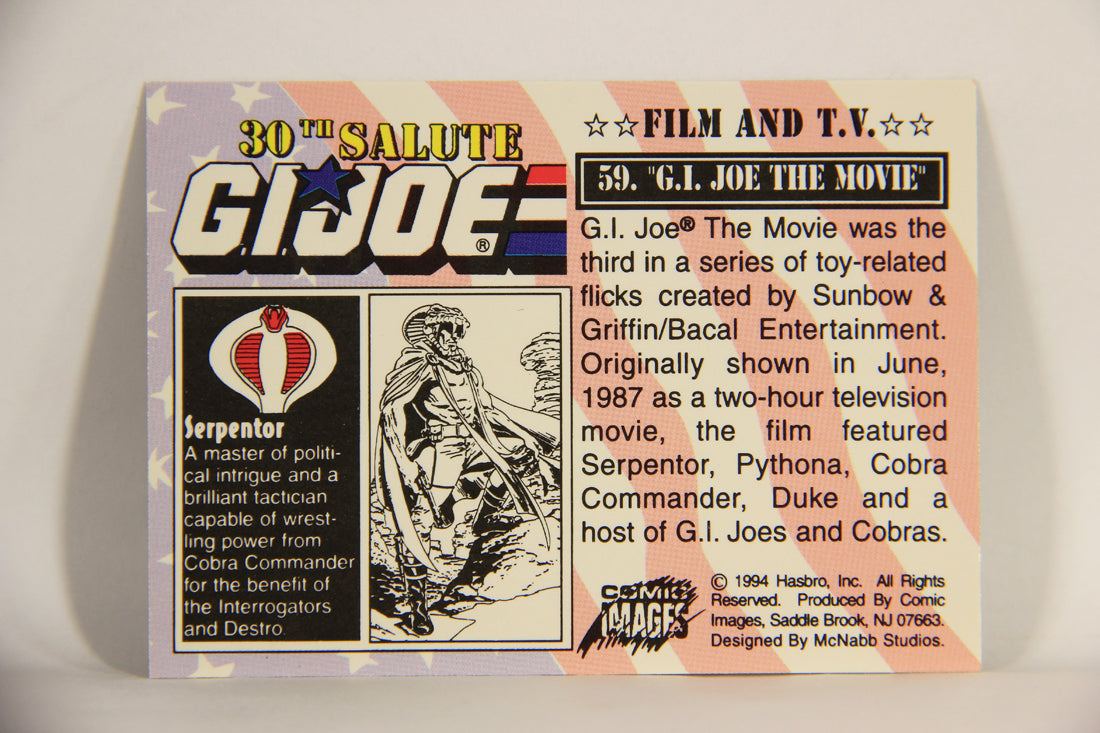 30TH SALUTE
G.I. JOE ®
Serpentor
A master of politi-
cal intrigue and a
brilliant tactician
capable of wrest-
ling power from
Cobra Commander
for the benefit of
the Interrogators
and Destro.
☆☆FILM AND T.V.☆☆
59. "G.I. JOE THE MOVIE"
G.I. Joe® The Movie was the
third in a series of toy-related
flicks created by Sunbow &
Griffin/Bacal Entertainment.
Originally shown in June,
1987 as a two-hour television
movie, the film featured
Serpentor, Pythona, Cobra
Commander, Duke and a
host of G.I. Joes and Cobras.
COMIC
IMAGES
© 1994 Hasbro, Inc. All Rights
Reserved. Produced By Comic
Images, Saddle Brook, NJ 07663.
Designed By McNabb Studios.